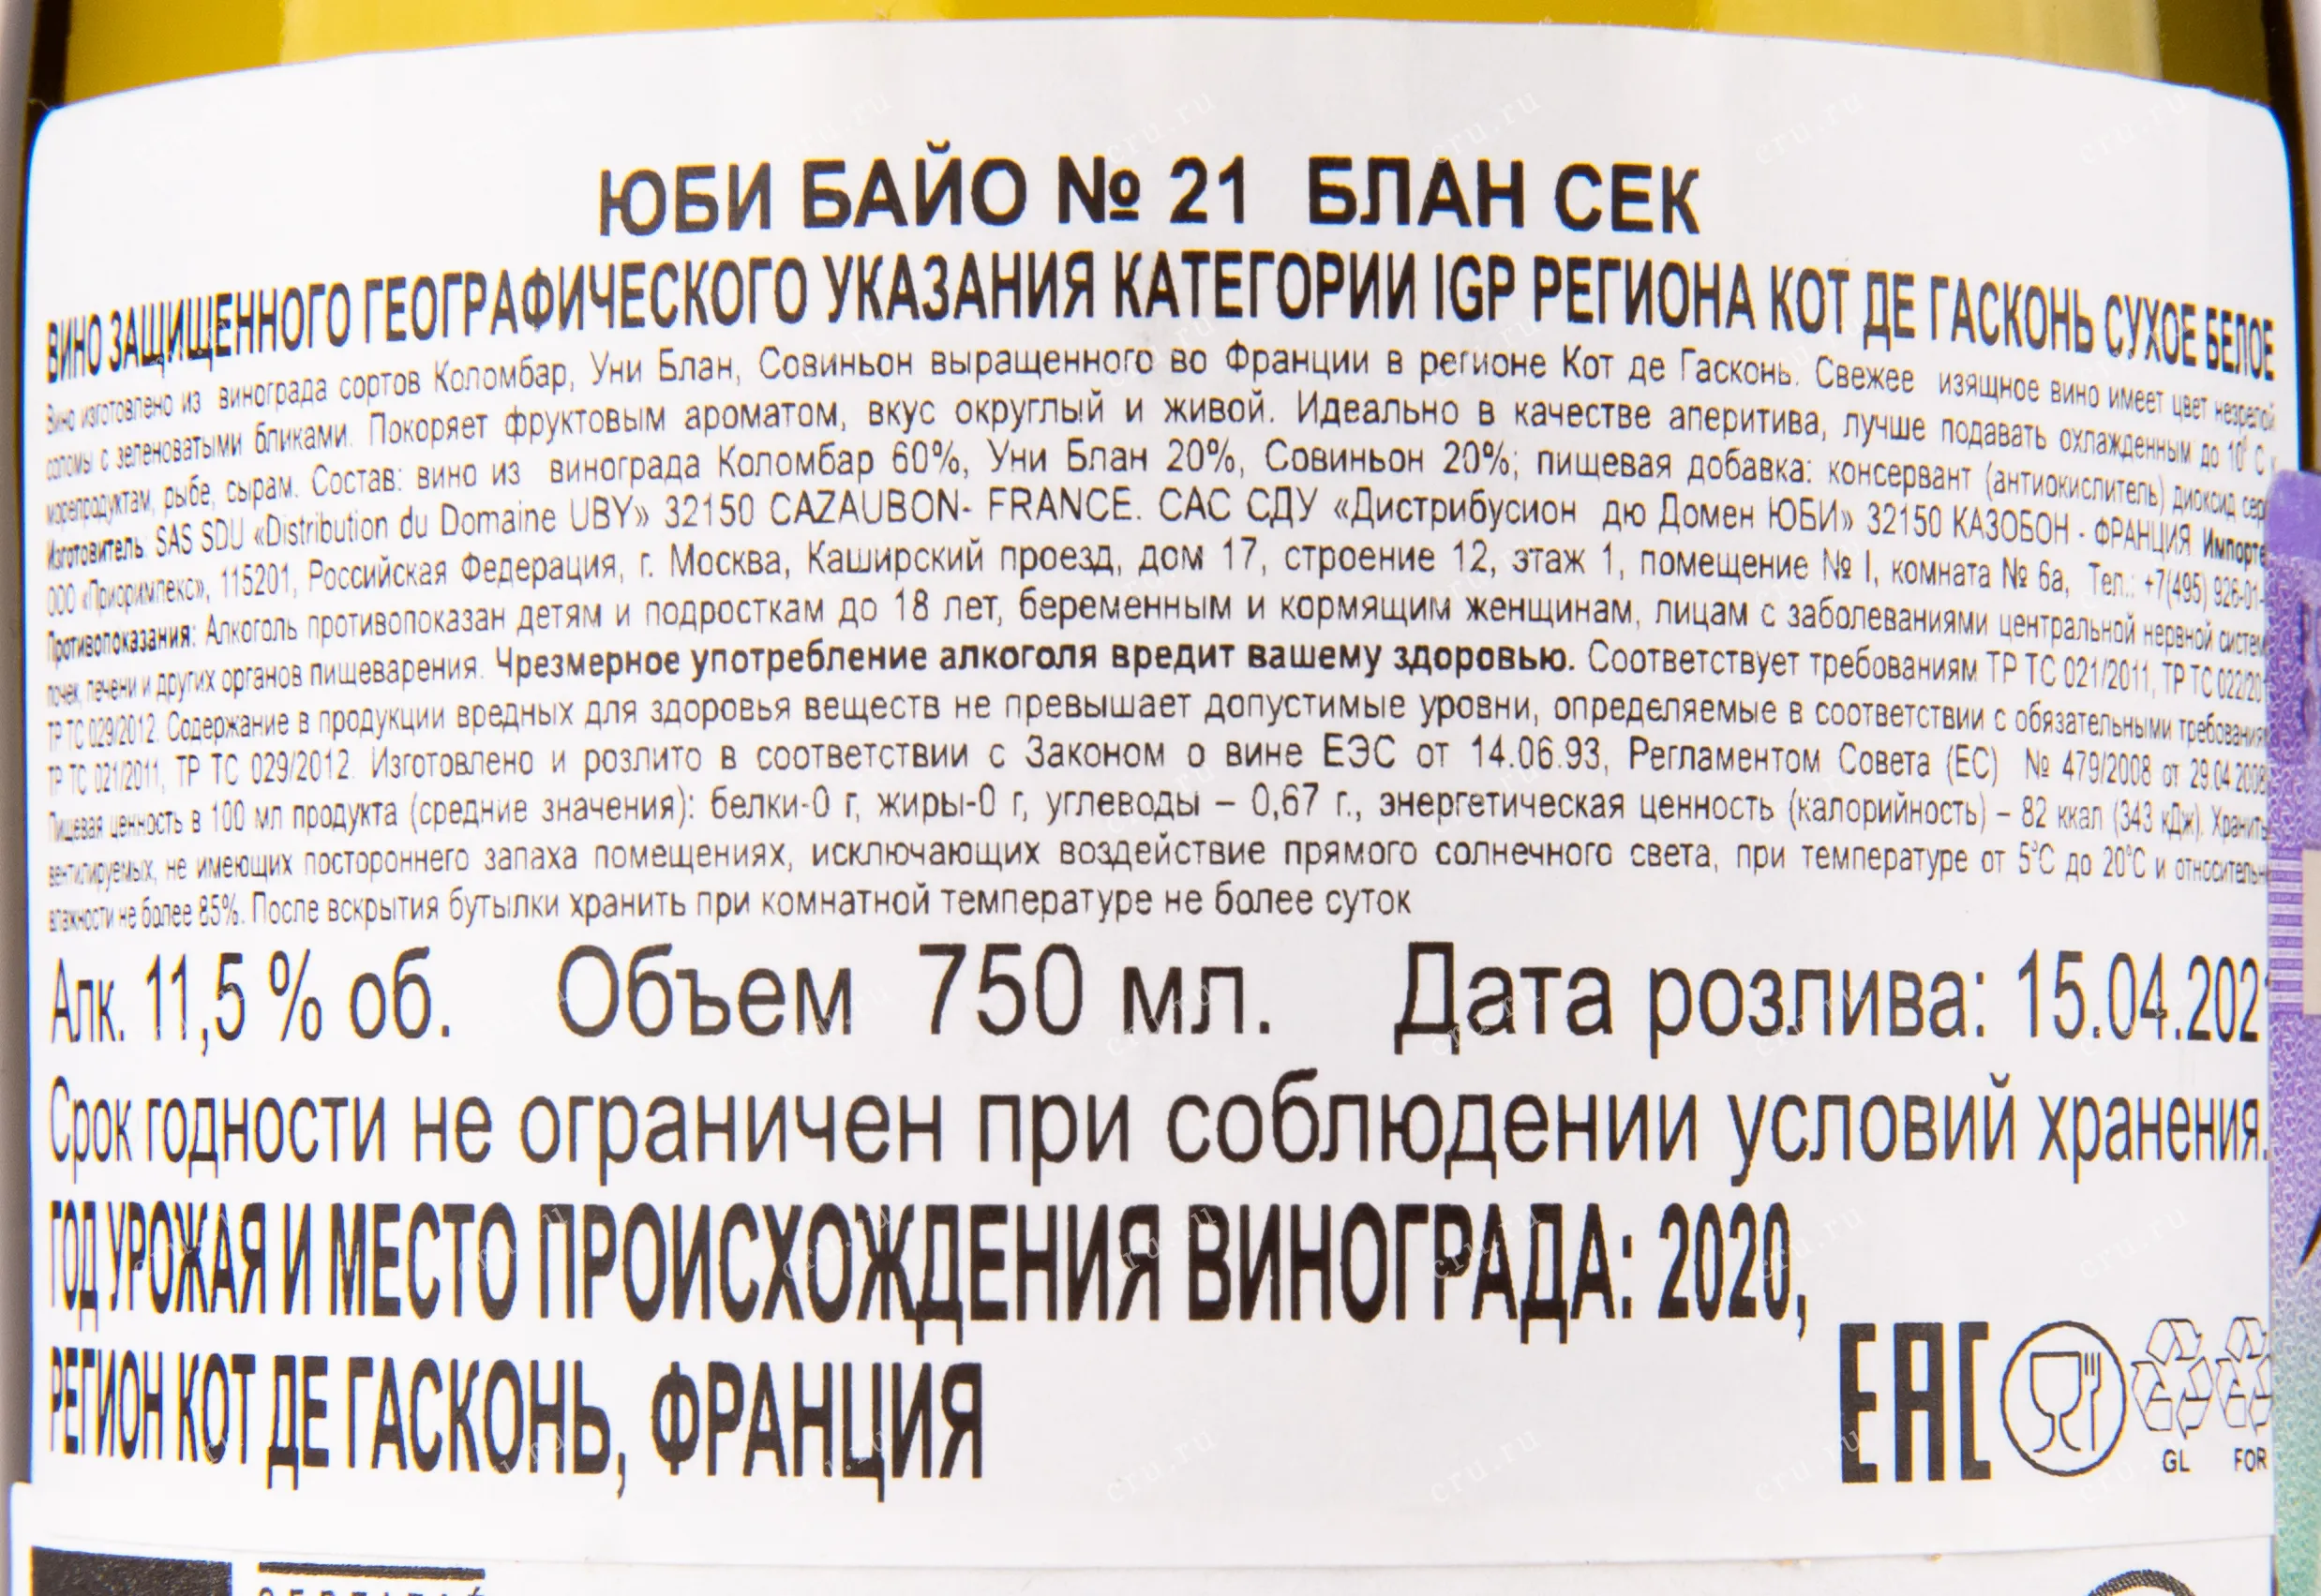 ЮБИ БАЙО № 21 БЛАН СЕК
ВИНО ЗАЩИЩЕННОГО ГЕОГРАФИЧЕСКОГО УКАЗАНИЯ КАТЕГОРИИ IGP РЕГИОНА КОТ ДЕ ГАСКОНЬ СУХОЕ БЕЛОЕ
Вино изготовлено из винограда сортов Коломбар, Уни Блан, Совиньон выращенного во Франции в регионе Кот де Гасконь. Свежее изящное вино имеет цвет незрелой
соломы с зеленоватыми бликами. Покоряет фруктовым ароматом, вкус округлый и живой. Идеально в качестве аперитива, лучше подавать охлажденным до 10⁰ С к
морепродуктам, рыбе, сырам. Состав: вино из винограда Коломбар 60%, Уни Блан 20%, Совиньон 20%; пищевая добавка: консервант (антиокислитель) диоксид сер
Изготовитель: SAS SDU «Distribution du Domaine UBY» 32150 CAZAUBON- FRANCE. САС СДУ «Дистрибусион дю Домен ЮБИ» 32150 КАЗОБОН - ФРАНЦИЯ Импорте
ООО «Приоримпекс», 115201, Российская Федерация, г. Москва, Каширский проезд, дом 17, строение 12, этаж 1, помещение № I, комната № 6а, Тел.: +7(495) 926-01-
Противопоказания: Алкоголь противопоказан детям и подросткам до 18 лет, беременным и кормящим женщинам, лицам с заболеваниями центральной нервной систем
почек, печени и других органов пищеварения. Чрезмерное употребление алкоголя вредит вашему здоровью. Соответствует требованиям ТР ТС 021/2011, ТР ТС 022/201
ТР ТС 029/2012. Содержание в продукции вредных для здоровья веществ не превышает допустимые уровни, определяемые в соответствии с обязательными требования
ТР ТС 021/2011, ТР ТС 029/2012. Изготовлено и розлито в соответствии с Законом о вине ЕЭС от 14.06.93, Регламентом Совета (ЕС) № 479/2008 от 29.04.2008
Пищевая ценность в 100 мл продукта (средние значения): белки-0 г, жиры-0 г, углеводы – 0,67 г., энергетическая ценность (калорийность) – 82 ккал (343 кДж). Хранить
вентилируемых, не имеющих постороннего запаха помещениях, исключающих воздействие прямого солнечного света, при температуре от 5°С до 20°С и относительн
влажности не более 85%. После вскрытия бутылки хранить при комнатной температуре не более суток
Алк. 11,5 % об. Объем 750 мл. Дата розлива: 15.04.2021
Срок годности не ограничен при соблюдении условий хранения.
ГОД УРОЖАЯ И МЕСТО ПРОИСХОЖДЕНИЯ ВИНОГРАДА: 2020,
РЕГИОН КОТ ДЕ ГАСКОНЬ, ФРАНЦИЯ
EAC
GL FOR